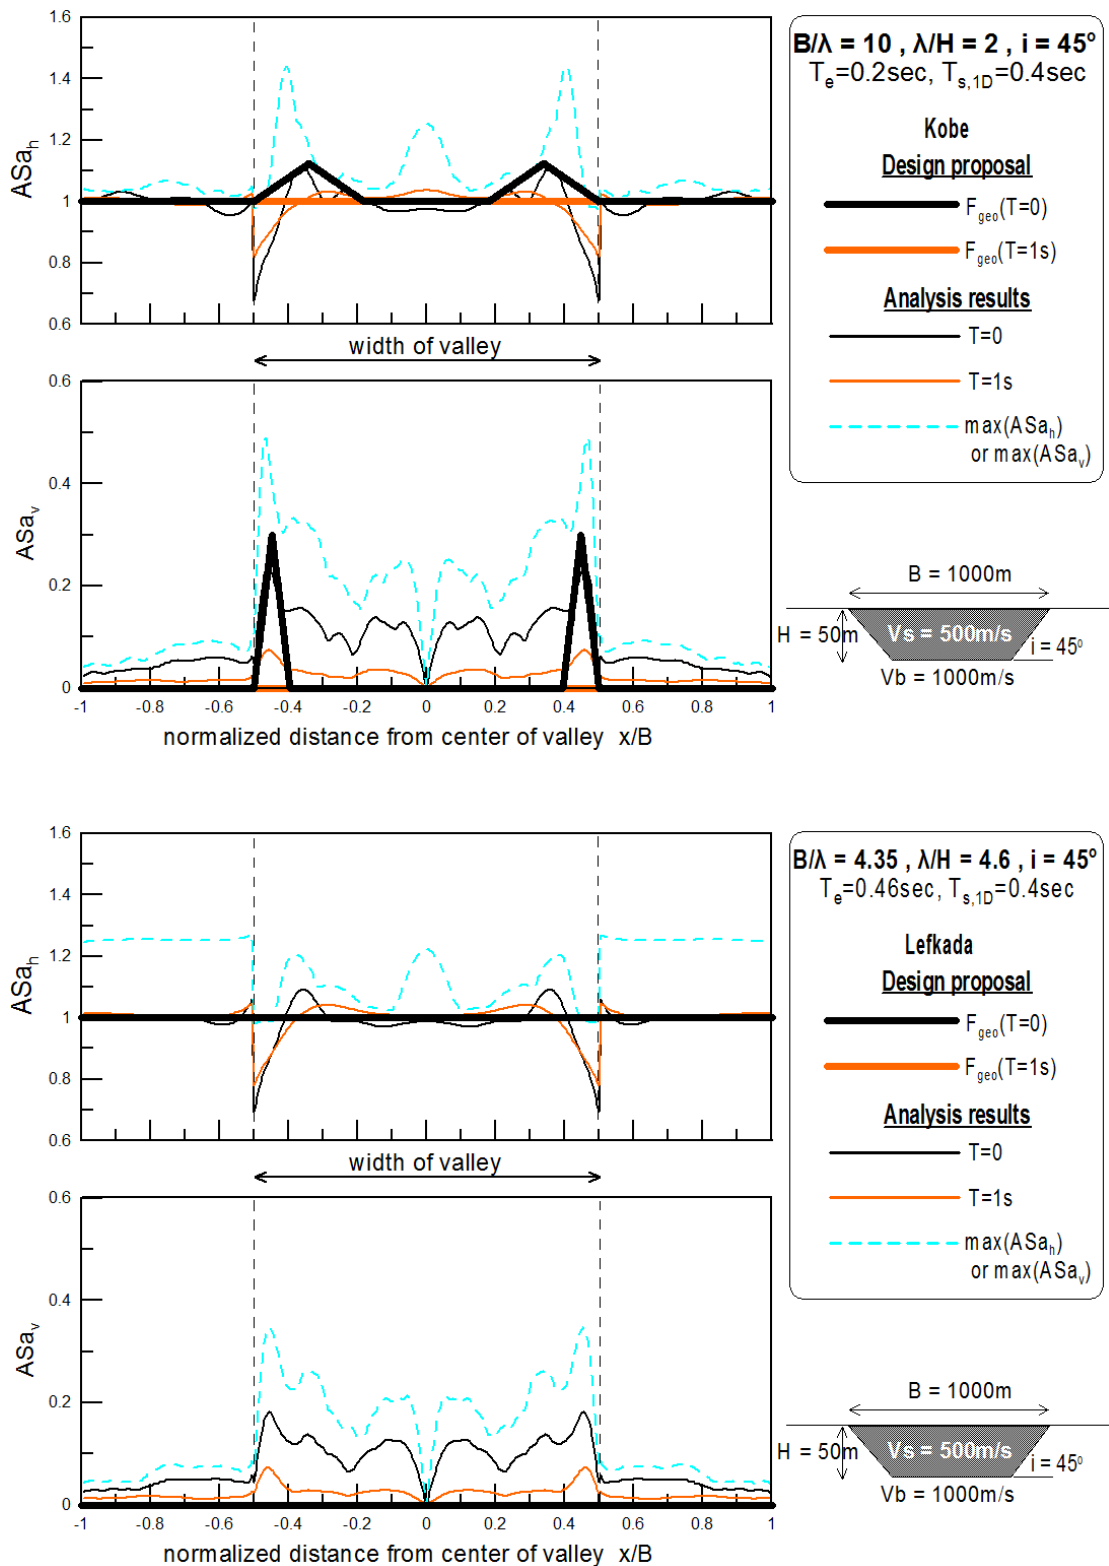 1.6
1.4
1.2
1
0.8
0.6
ASa_h
width of valley
B/λ = 10 , λ/H = 2 , i = 45°
T_e=0.2sec, T_s,1D=0.4sec
Kobe
Design proposal
F_geo(T=0)
F_geo(T=1s)
Analysis results
T=0
T=1s
max(ASa_h)
or max(ASa_v)
0.6
0.4
0.2
0
ASa_v
-1 -0.8 -0.6 -0.4 -0.2 0 0.2 0.4 0.6 0.8 1
normalized distance from center of valley x/B
B = 1000m
H = 50m
Vs = 500m/s
i = 45°
Vb = 1000m/s
1.6
1.4
1.2
1
0.8
0.6
ASa_h
width of valley
B/λ = 4.35 , λ/H = 4.6 , i = 45°
T_e=0.46sec, T_s,1D=0.4sec
Lefkada
Design proposal
F_geo(T=0)
F_geo(T=1s)
Analysis results
T=0
T=1s
max(ASa_h)
or max(ASa_v)
0.6
0.4
0.2
0
ASa_v
-1 -0.8 -0.6 -0.4 -0.2 0 0.2 0.4 0.6 0.8 1
normalized distance from center of valley x/B
B = 1000m
H = 50m
Vs = 500m/s
i = 45°
Vb = 1000m/s